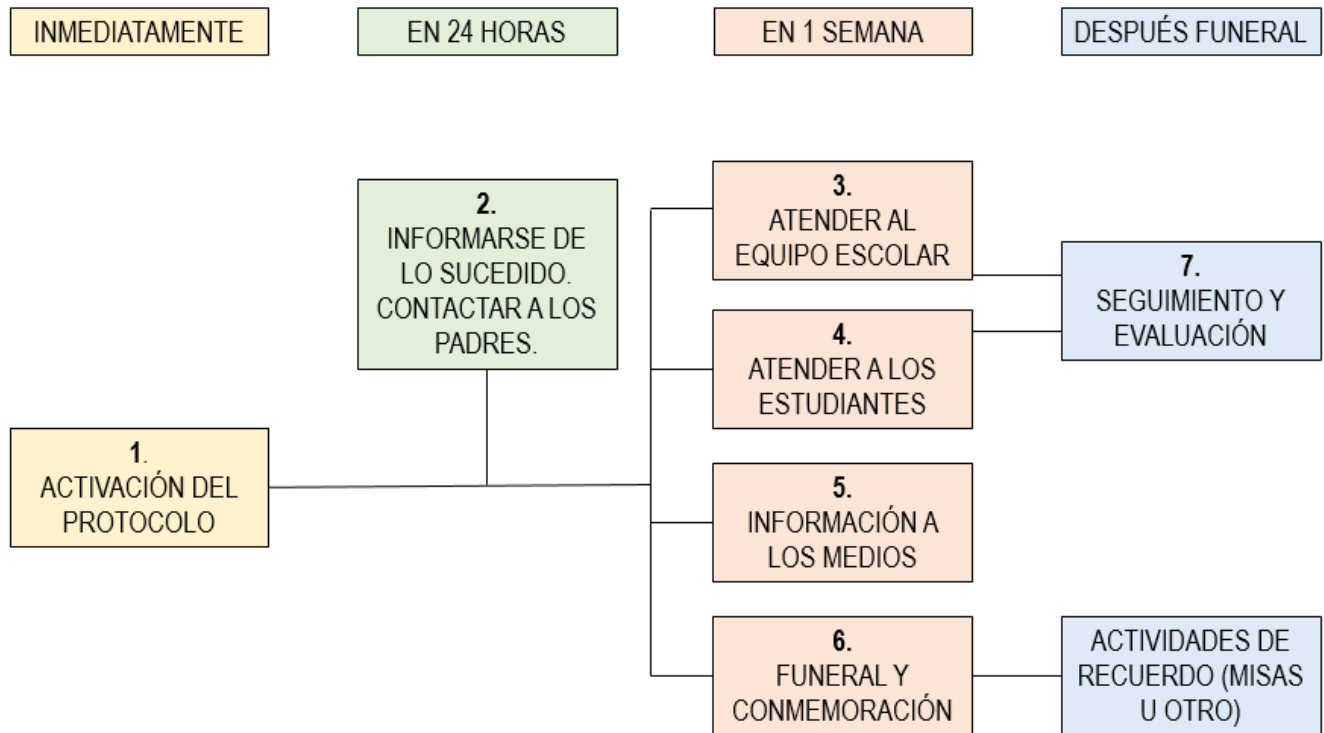 INMEDIATAMENTE
EN 24 HORAS
EN 1 SEMANA
DESPUÉS FUNERAL
1.
ACTIVACIÓN DEL
PROTOCOLO
2.
INFORMARSE DE
LO SUCEDIDO.
CONTACTAR A LOS
PADRES.
3.
ATENDER AL
EQUIPO ESCOLAR
4.
ATENDER A LOS
ESTUDIANTES
5.
INFORMACIÓN A
LOS MEDIOS
6.
FUNERAL Y
CONMEMORACIÓN
7.
SEGUIMIENTO Y
EVALUACIÓN
ACTIVIDADES DE
RECUERDO (MISAS
U OTRO)